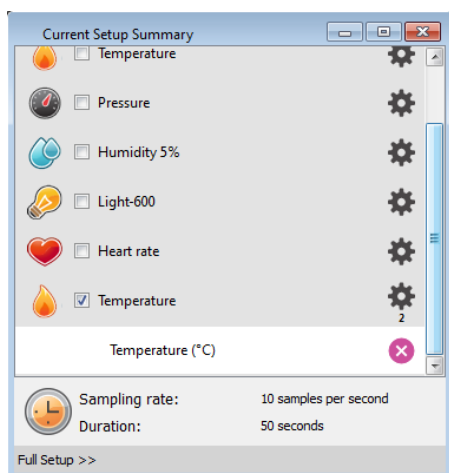 Current Setup Summary
Temperature
Pressure
Humidity 5%
Light-600
Heart rate
Temperature
2
Temperature (°C)
Sampling rate: 10 samples per second
Duration: 50 seconds
Full Setup >>